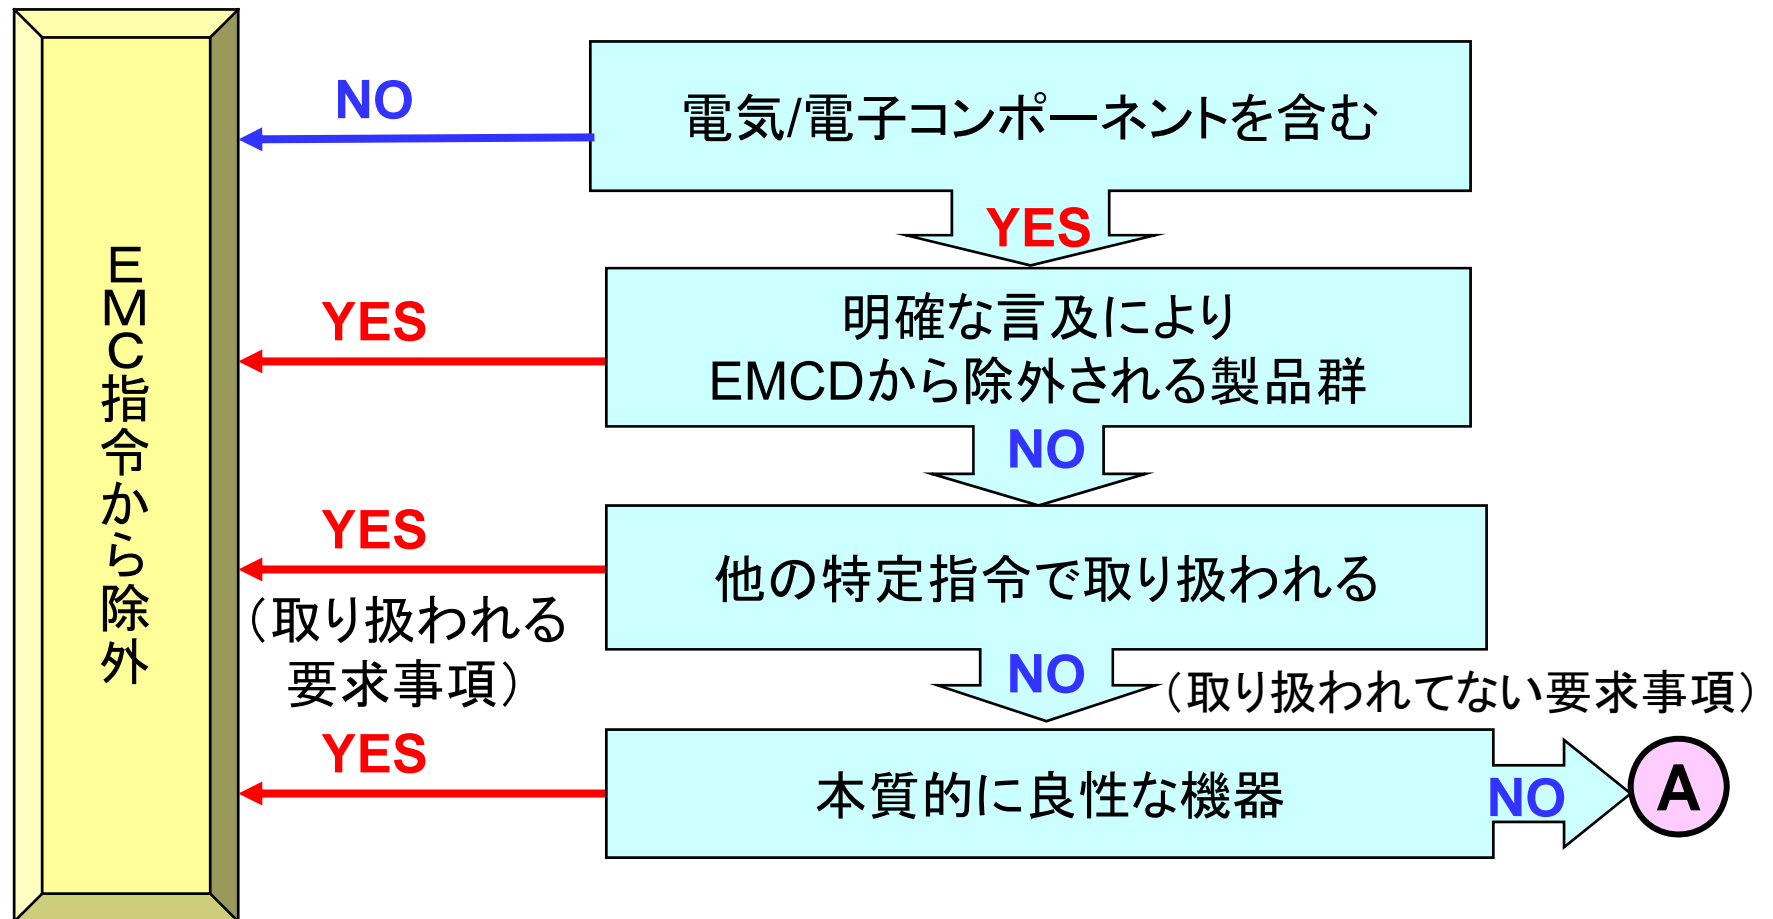 EMC指令から除外
NO
電気/電子コンポーネントを含む
YES
YES
明確な言及により
EMCDから除外される製品群
NO
YES
他の特定指令で取り扱われる
（取り扱われる
要求事項）
NO
（取り扱われてない要求事項）
YES
本質的に良性な機器
NO
A